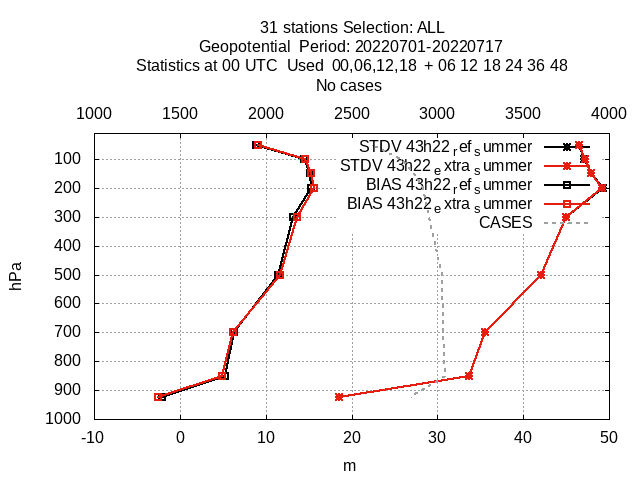 31 stations Selection: ALL
Geopotential  Period: 20220701-20220717
Statistics at 00 UTC  Used  00,06,12,18  + 06 12 18 24 36 48
No cases
1000 1500 2000 2500 3000 3500 4000
STDV 43h22_ref_summer
STDV 43h22_extra_summer
BIAS 43h22_ref_summer
BIAS 43h22_extra_summer
CASES
100
200
300
400
500
600
700
800
900
1000
hPa
-10 0 10 20 30 40 50
m